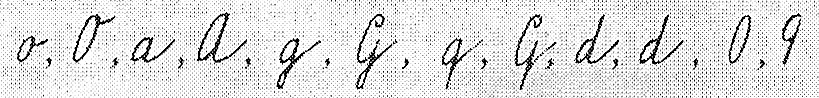 o, O, a, A, g, G, q, G, d, d, 0, 9